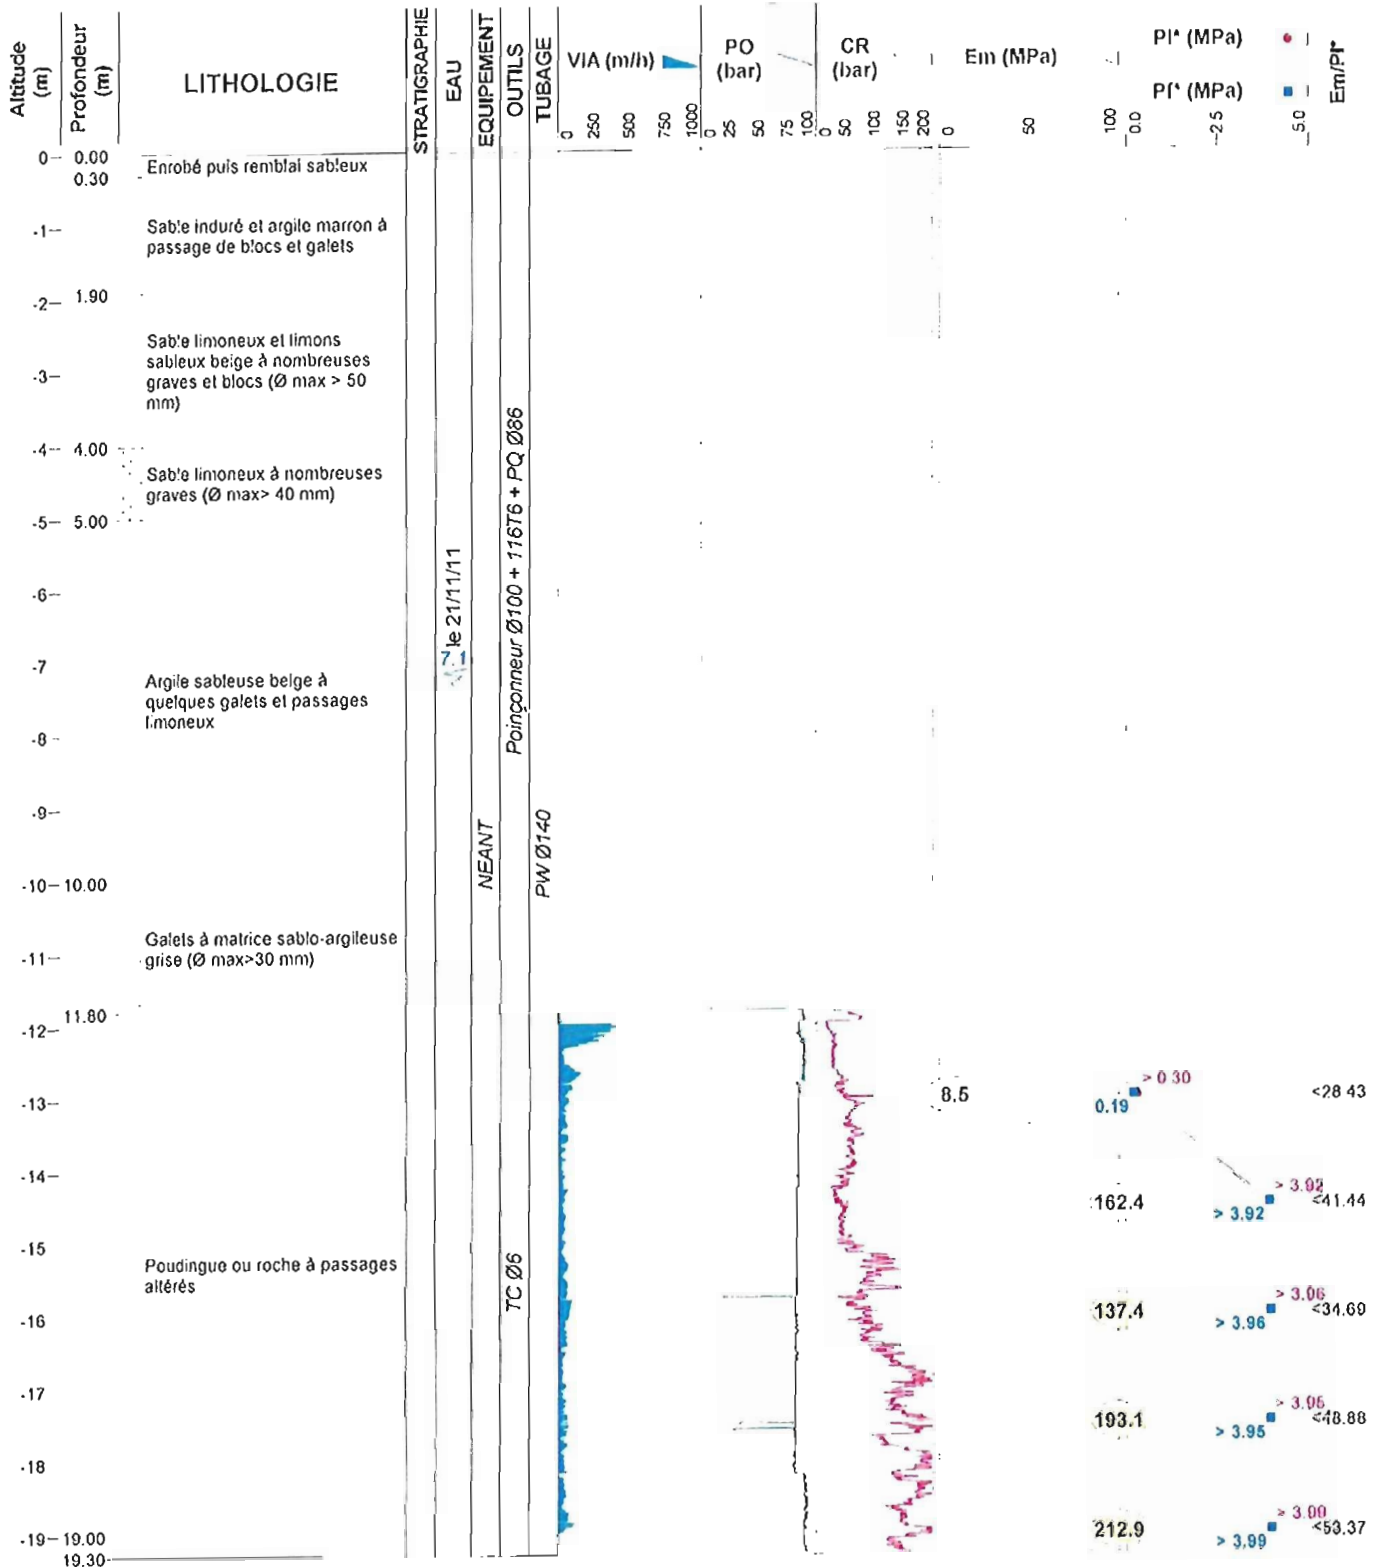 Altitude (m)
Profondeur (m)
LITHOLOGIE
STRATIGRAPHIE
EAU
EQUIPEMENT
OUTILS
TUBAGE
VIA (m/h)
0 250 500 750 1000
PO (bar)
0 25 50 75 100
CR (bar)
0 50 100 150 200
Em (MPa)
0 50 100
Pl* (MPa)
Pf* (MPa)
0.0 2.5 5.0
Em/Pl*
0 0.00
0.30
Enrobé puis remblai sableux
-1
Sable induré et argile marron à
passage de blocs et galets
1.90
-2
Sable limoneux et limons
sableux beige à nombreuses
graves et blocs (Ø max > 50
mm)
-3
-4 4.00
Sable limoneux à nombreuses
graves (Ø max> 40 mm)
-5 5.00
-6
7.1 le 21/11/11
Poinçonneur Ø100 + 116T6 + PQ Ø86
-7
Argile sableuse beige à
quelques galets et passages
limoneux
-8
-9
NEANT
PW Ø140
-10 10.00
Galets à matrice sablo-argileuse
grise (Ø max>30 mm)
-11
11.80
-12
-13
8.5
0.19
> 0.30
<28.43
-14
162.4
> 3.92
> 3.92
<41.44
-15
Poudingue ou roche à passages
altérés
TC Ø6
-16
137.4
> 3.96
<34.69
-17
193.1
> 3.95
<48.88
-18
-19 19.00
212.9
> 3.99
<53.37
19.30